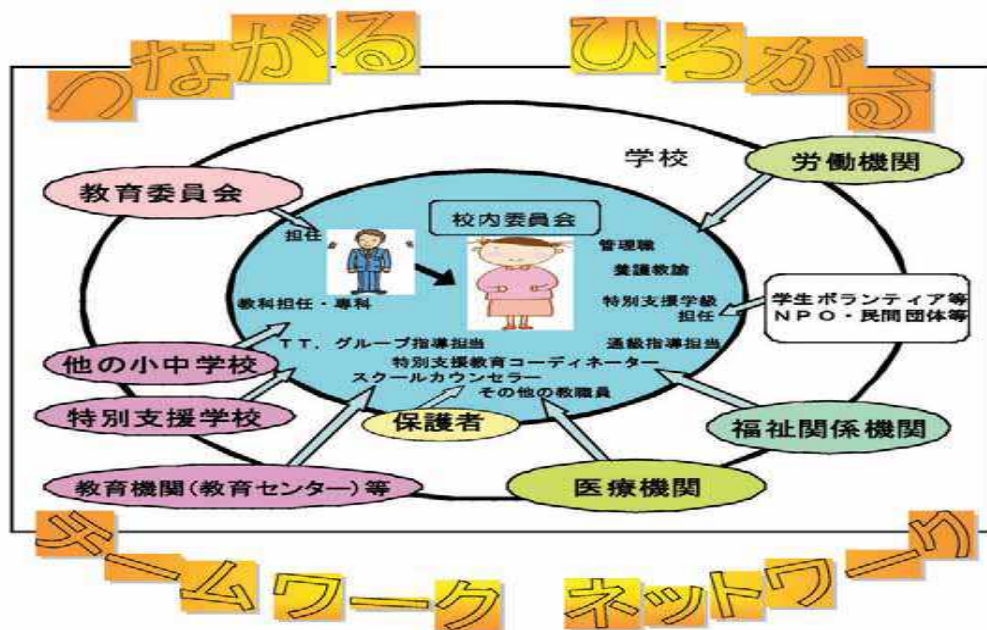 つながる ひろがる
学校
労働機関
教育委員会
校内委員会
担任
管理職
養護教諭
教科担任・専科
特別支援学級
担任
学生ボランティア等
NPO・民間団体等
TT,グループ指導担当
通級指導担当
他の小中学校
特別支援教育コーディネーター
スクールカウンセラー
その他の教職員
特別支援学校
保護者
福祉関係機関
教育機関(教育センター)等
医療機関
チームワーク ネットワーク